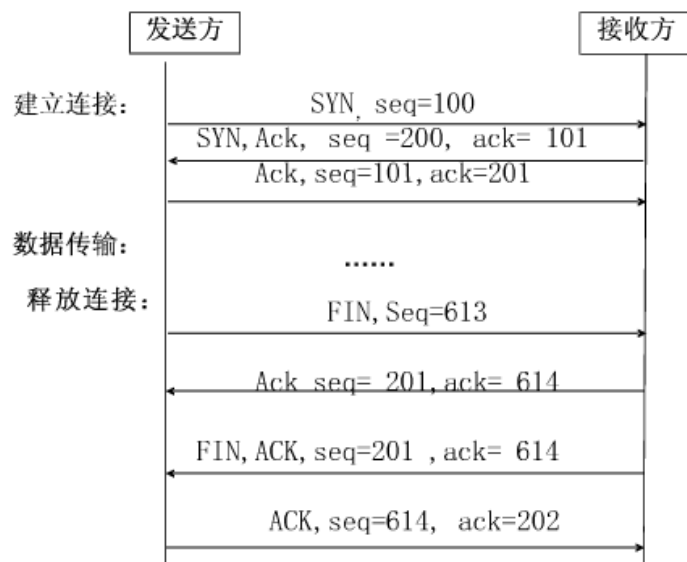 发送方 接收方
建立连接：
SYN, seq=100
SYN,Ack, seq =200, ack= 101
Ack,seq=101,ack=201
数据传输：
……
释放连接：
FIN,Seq=613
Ack seq= 201,ack= 614
FIN,ACK,seq=201 ,ack= 614
ACK,seq=614, ack=202